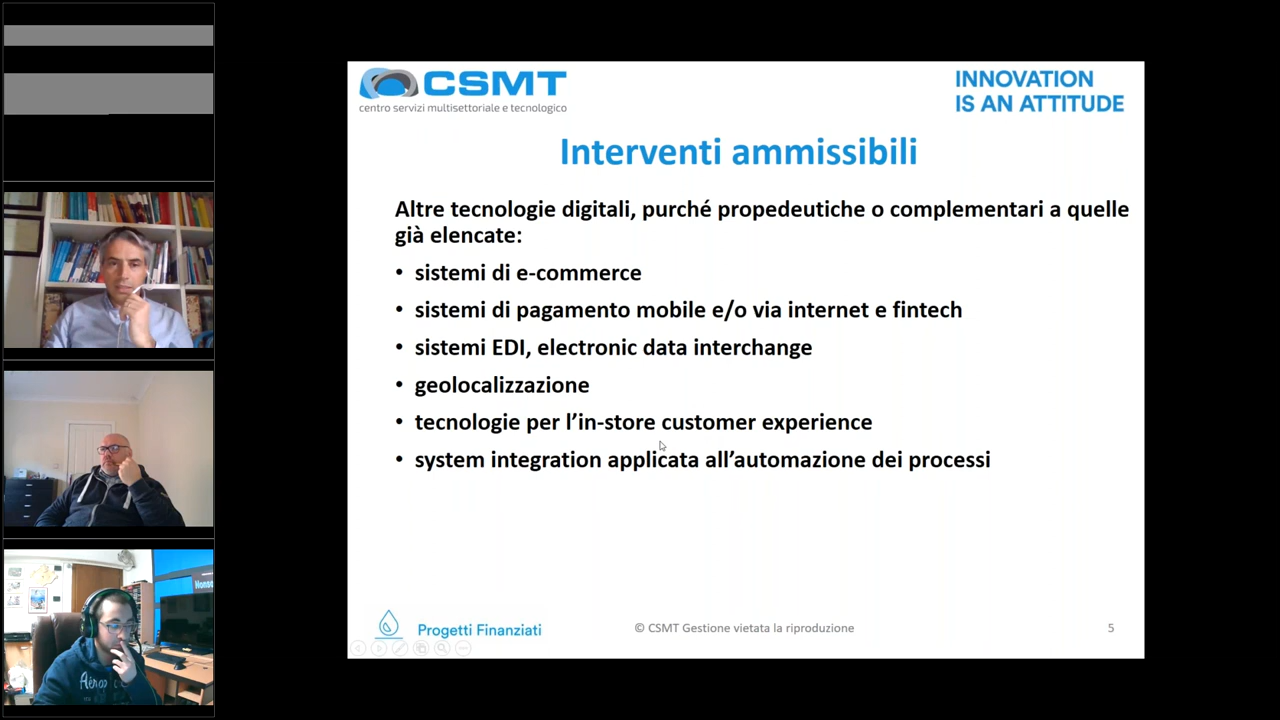 CSMT
centro servizi multisettoriale e tecnologico
INNOVATION
IS AN ATTITUDE
Interventi ammissibili
Altre tecnologie digitali, purché propedeutiche o complementari a quelle
già elencate:
• sistemi di e-commerce
• sistemi di pagamento mobile e/o via internet e fintech
• sistemi EDI, electronic data interchange
• geolocalizzazione
• tecnologie per l’in-store customer experience
• system integration applicata all’automazione dei processi
Progetti Finanziati
© CSMT Gestione vietata la riproduzione
5